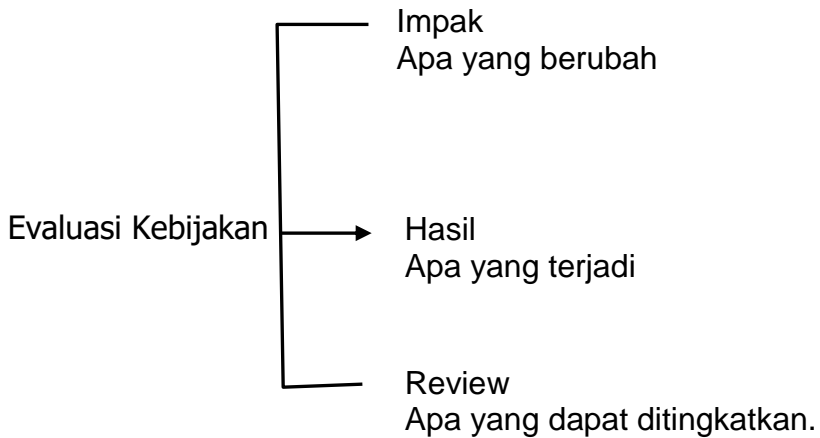 Impak
Apa yang berubah
Evaluasi Kebijakan
Hasil
Apa yang terjadi
Review
Apa yang dapat ditingkatkan.